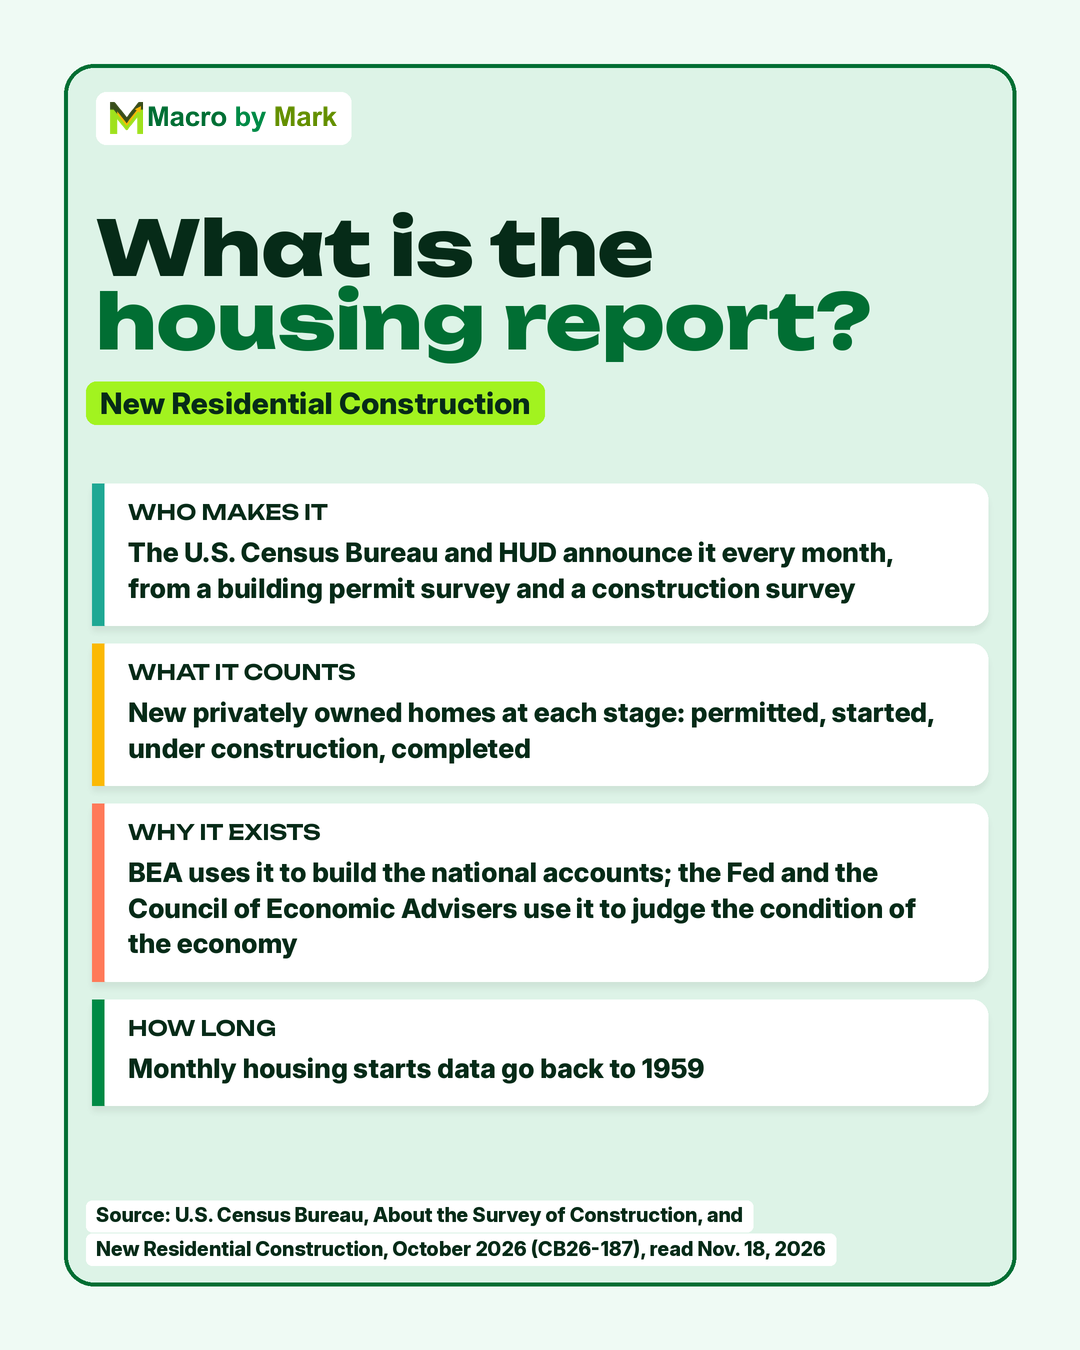 Macro by Mark
What is the
housing report?
New Residential Construction
WHO MAKES IT
The U.S. Census Bureau and HUD announce it every month,
from a building permit survey and a construction survey
WHAT IT COUNTS
New privately owned homes at each stage: permitted, started,
under construction, completed
WHY IT EXISTS
BEA uses it to build the national accounts; the Fed and the
Council of Economic Advisers use it to judge the condition of
the economy
HOW LONG
Monthly housing starts data go back to 1959
Source: U.S. Census Bureau, About the Survey of Construction, and
New Residential Construction, October 2026 (CB26-187), read Nov. 18, 2026